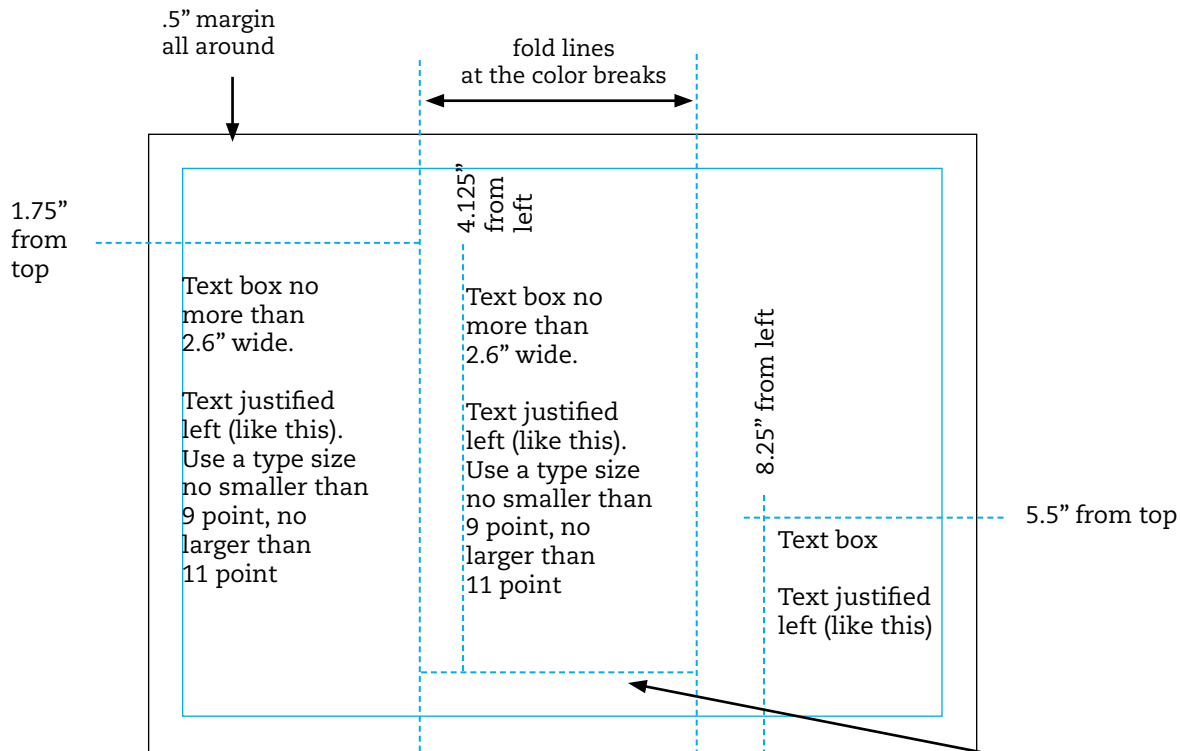 .5” margin
all around
fold lines
at the color breaks
1.75”
from
top
4.125”
from
left
Text box no
more than
2.6” wide.
Text justified
left (like this).
Use a type size
no smaller than
9 point, no
larger than
11 point
Text box no
more than
2.6” wide.
Text justified
left (like this).
Use a type size
no smaller than
9 point, no
larger than
11 point
8.25” from left
5.5” from top
Text box
Text justified
left (like this)